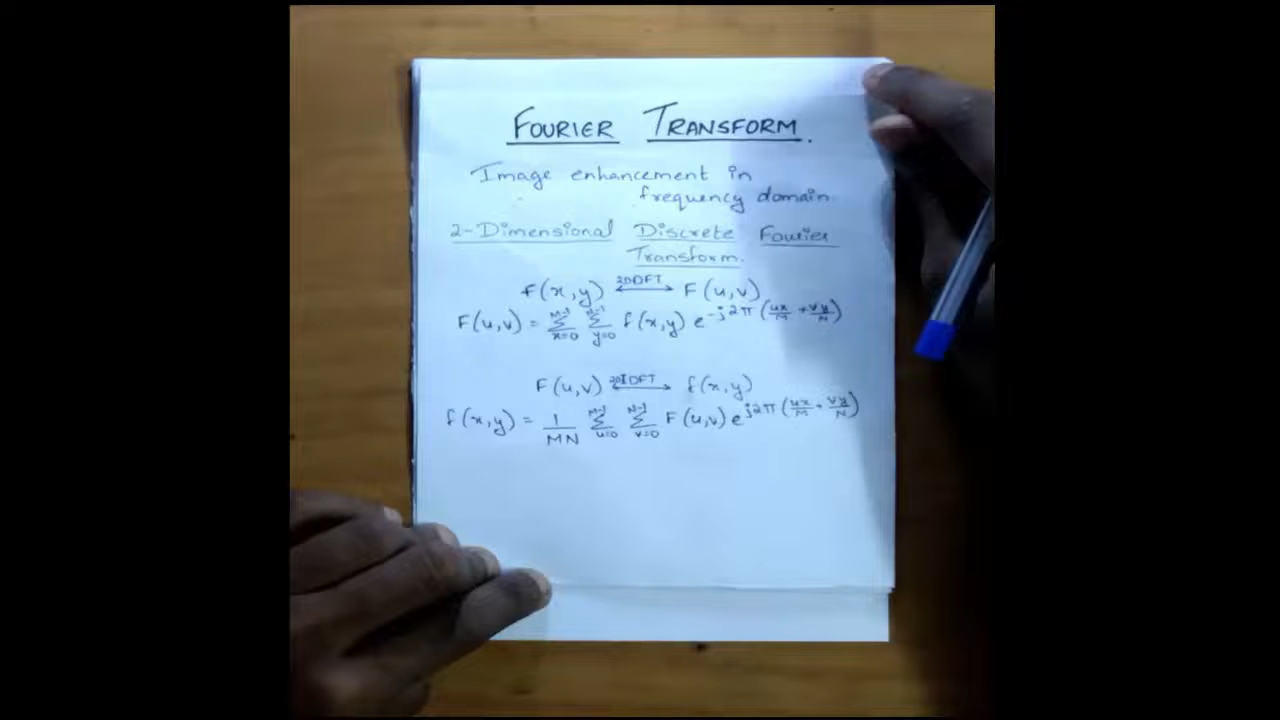 FOURIER TRANSFORM.
Image enhancement in
frequency domain.
2-Dimensional Discrete Fourier
Transform.
f(x,y) ⟷ 2DDFT F(u,v)
F(u,v) = Σ_{x=0}^{M-1} Σ_{y=0}^{N-1} f(x,y) e^{-j2π(ux/M + vy/N)}
F(u,v) ⟷ 2DIDFT f(x,y)
f(x,y) = 1/MN Σ_{u=0}^{M-1} Σ_{v=0}^{N-1} F(u,v) e^{j2π(ux/M + vy/N)}